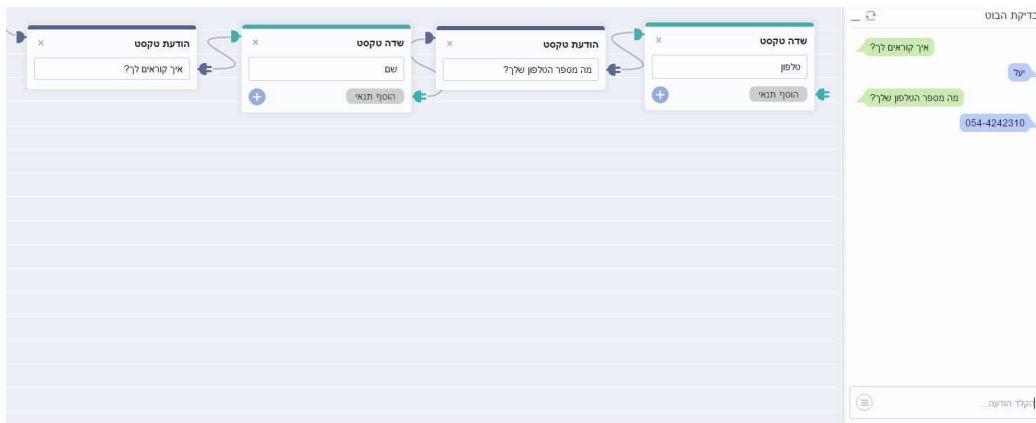 הודעת טקסט
איך קוראים לך?
שדה טקסט
שם
הוסף תנאי
הודעת טקסט
מה מספר הטלפון שלך?
שדה טקסט
טלפון
הוסף תנאי
בדיקת הבוט
איך קוראים לך?
יעל
מה מספר הטלפון שלך?
054-4242310
הקלד הודעה...